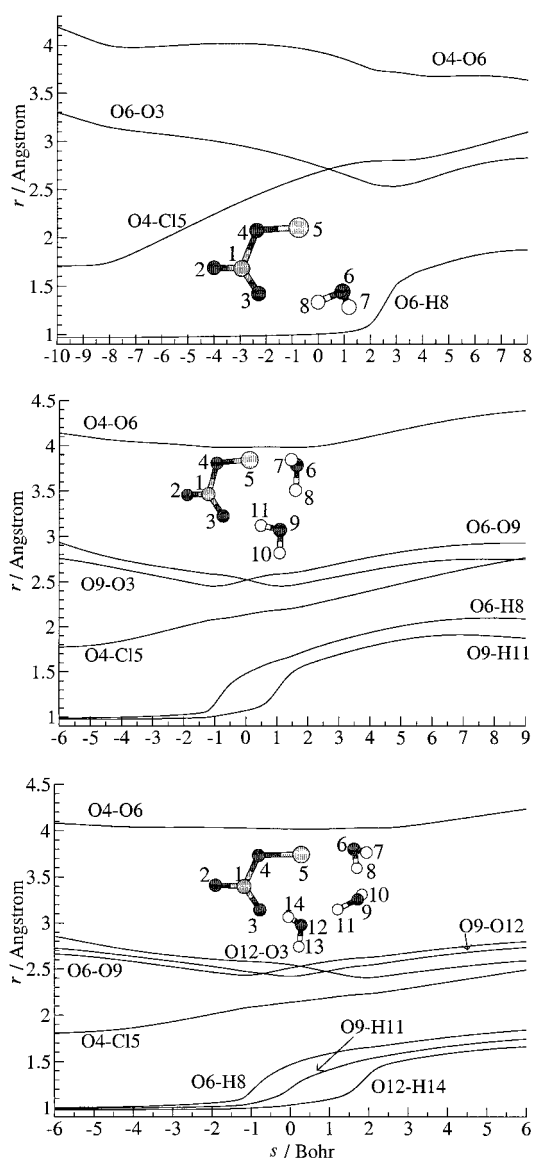 4
3.5
3
2.5
2
1.5
1
r / Angstrom
O4-O6
O6-O3
O4-Cl5
O6-H8
1 2 3 4 5 6 7 8
-10 -9 -8 -7 -6 -5 -4 -3 -2 -1 0 1 2 3 4 5 6 7 8
4.5
4
3.5
3
2.5
2
1.5
1
r / Angstrom
O4-O6
O6-O9
O9-O3
O4-Cl5
O6-H8
O9-H11
1 2 3 4 5 6 7 8 9 10 11
-6 -5 -4 -3 -2 -1 0 1 2 3 4 5 6 7 8 9
4.5
4
3.5
3
2.5
2
1.5
1
r / Angstrom
O4-O6
O9-O12
O12-O3
O6-O9
O4-Cl5
O9-H11
O6-H8
O12-H14
1 2 3 4 5 6 7 8 9 10 11 12 13 14
-6 -5 -4 -3 -2 -1 0 1 2 3 4 5 6
s / Bohr